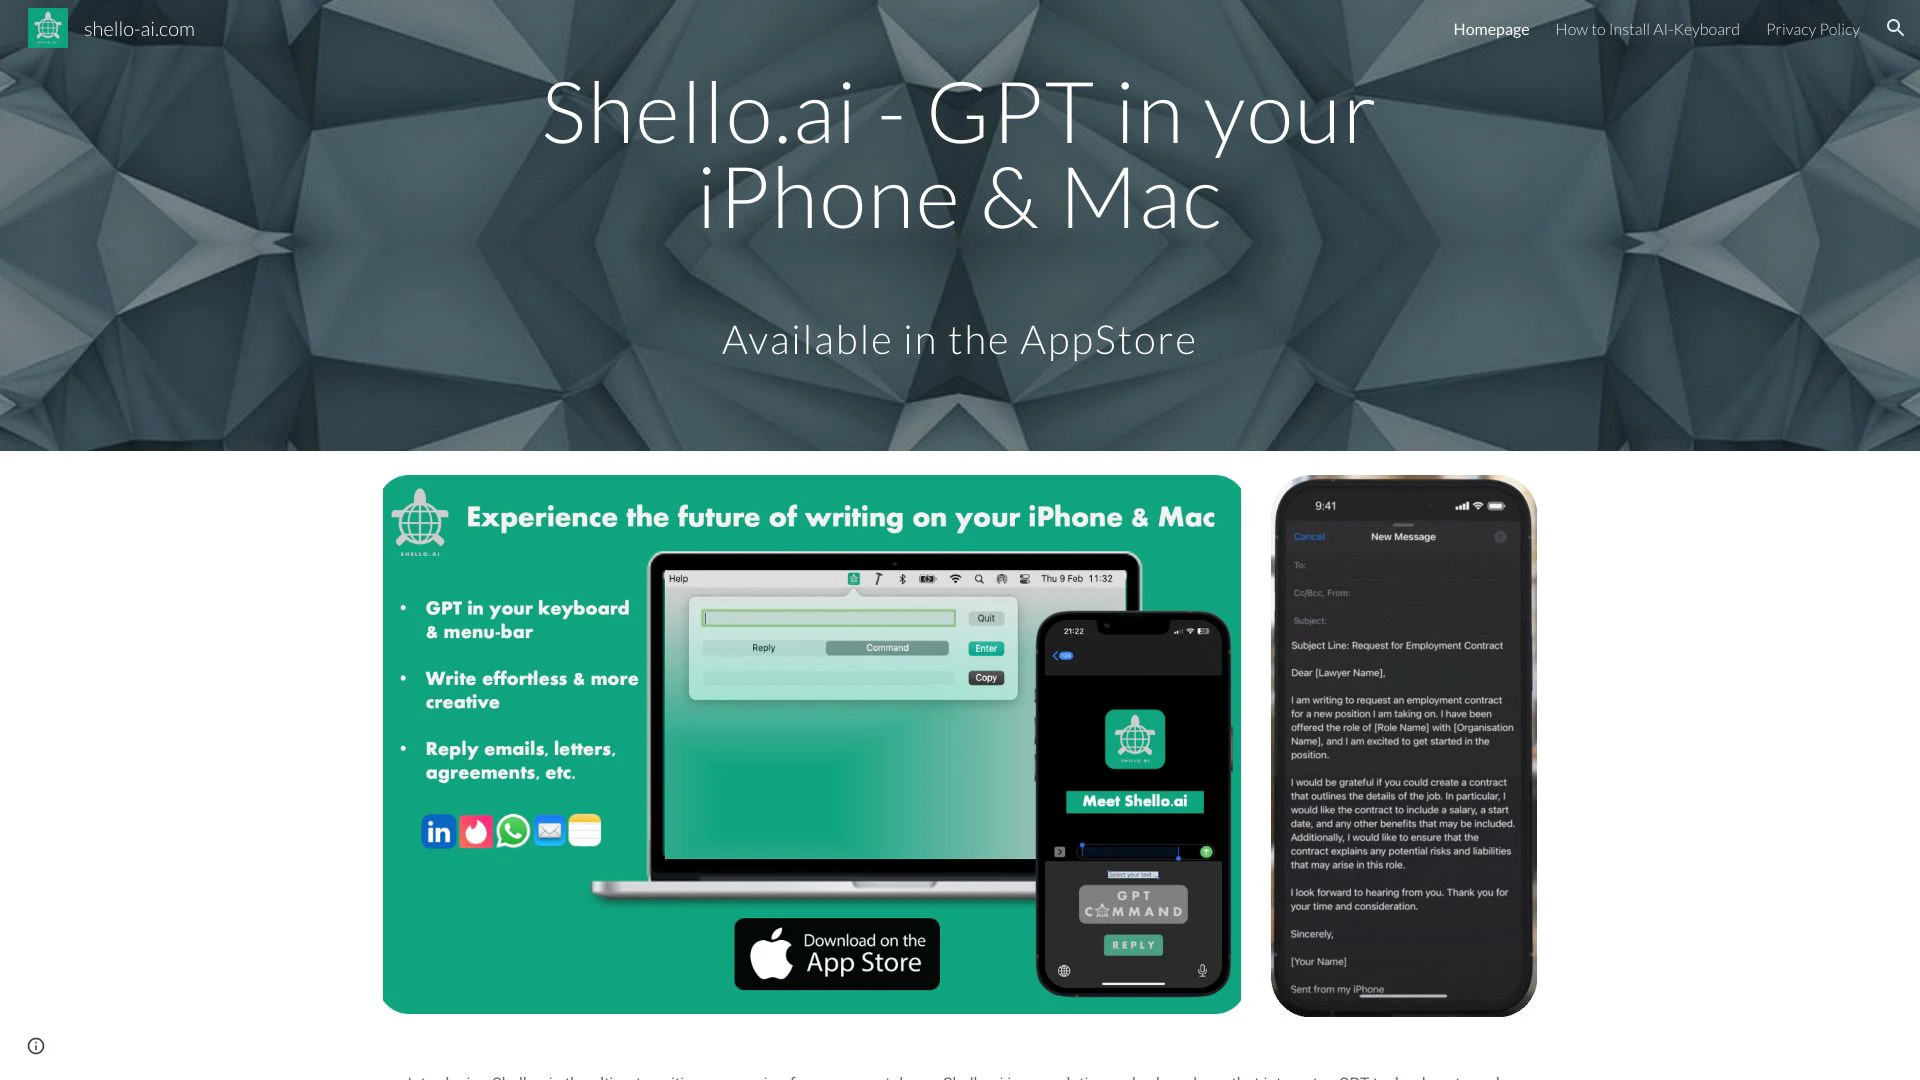 shello-ai.com
Homepage
How to Install AI-Keyboard
Privacy Policy
Shello.ai - GPT in your
iPhone & Mac
Available in the AppStore
SHELLO.AI
Experience the future of writing on your iPhone & Mac
• GPT in your keyboard
& menu-bar
• Write effortless & more
creative
• Reply emails, letters,
agreements, etc.
in
Help
Thu 9 Feb 11:32
Quit
Reply
Command
Enter
Copy
21:22
SHELLO.AI
Meet Shello.ai
Select your text ...
GPT
COMMAND
REPLY
Download on the
App Store
9:41
Cancel
New Message
To:
Cc/Bcc, From:
Subject:
Subject Line: Request for Employment Contract
Dear [Lawyer Name],
I am writing to request an employment contract
for a new position I am taking on. I have been
offered the role of [Role Name] with [Organisation
Name], and I am excited to get started in the
position.
I would be grateful if you could create a contract
that outlines the details of the job. In particular, I
would like the contract to include a salary, a start
date, and any other benefits that may be included.
Additionally, I would like to ensure that the
contract explains any potential risks and liabilities
that may arise in this role.
I look forward to hearing from you. Thank you for
your time and consideration.
Sincerely,
[Your Name]
Sent from my iPhone